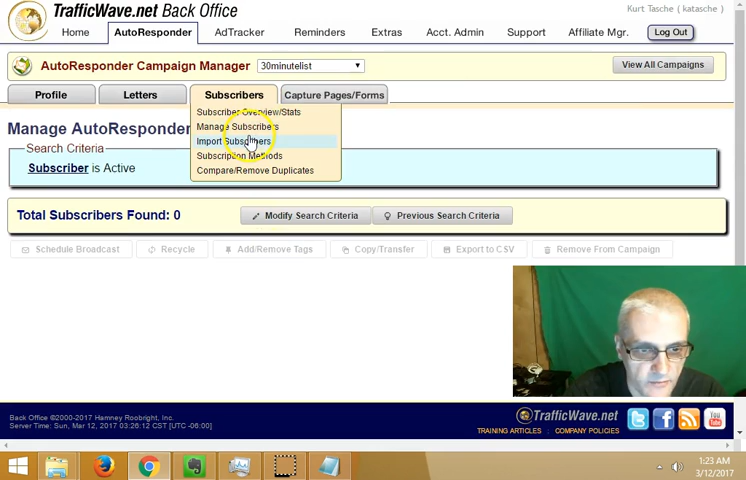 TrafficWave.net Back Office
Kurt Tasche ( katasche )
Home AutoResponder AdTracker Reminders Extras Acct. Admin Support Affiliate Mgr. Log Out
AutoResponder Campaign Manager 30minutelist View All Campaigns
Profile Letters Subscribers Capture Pages/Forms
Subscriber Overview/Stats
Manage Subscribers
Import Subscribers
Subscription Methods
Compare/Remove Duplicates
Manage AutoResponder
Search Criteria
Subscriber is Active
Total Subscribers Found: 0 Modify Search Criteria Previous Search Criteria
Schedule Broadcast Recycle Add/Remove Tags Copy/Transfer Export to CSV Remove From Campaign
Back Office ©2000-2017 Hamney Roobright, Inc.
Server Time: Sun, Mar 12, 2017 03:26:12 CST [UTC -06:00]
TrafficWave.net
TRAINING ARTICLES : COMPANY POLICIES
You Tube
1:23 AM
3/12/2017